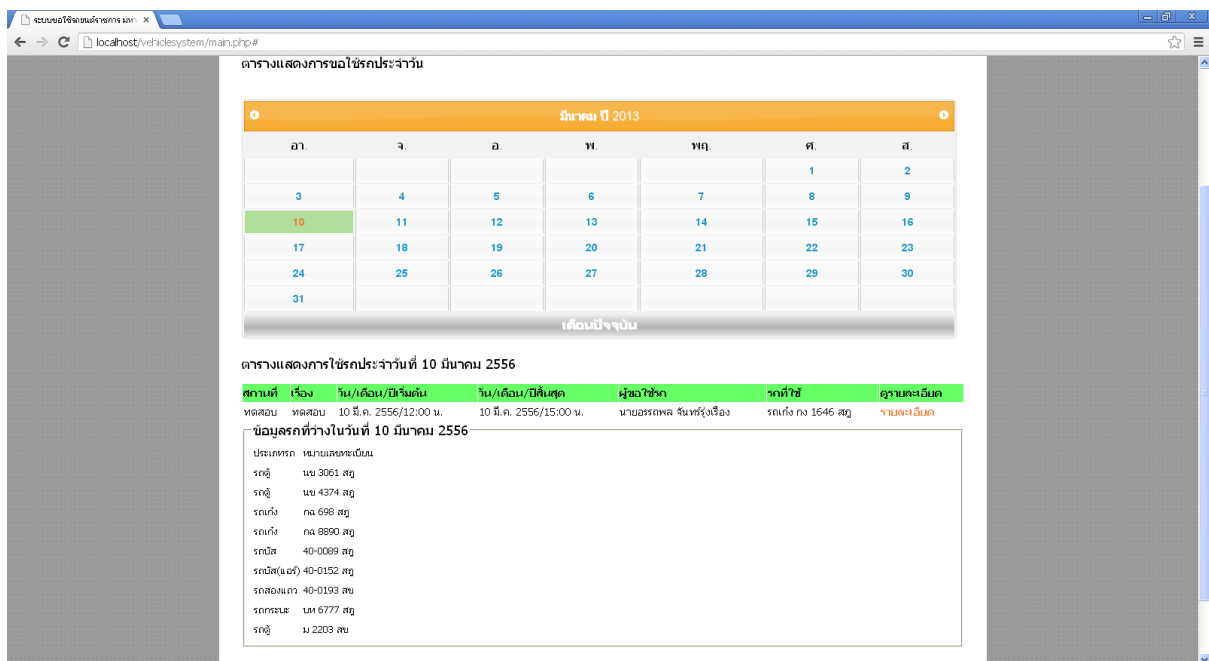 ระบบขอใช้รถยนต์ราชการ มหา
localhost/vehiclesystem/main.php#
ตารางแสดงการขอใช้รถประจำวัน
มีนาคม ปี 2013
อา. จ. อ. พ. พฤ. ศ. ส.
1 2
3 4 5 6 7 8 9
10 11 12 13 14 15 16
17 18 19 20 21 22 23
24 25 26 27 28 29 30
31
เดือนปัจจุบัน
ตารางแสดงการใช้รถประจำวันที่ 10 มีนาคม 2556
สถานที่ เรื่อง วัน/เดือน/ปีเริ่มต้น วัน/เดือน/ปีสิ้นสุด ผู้ขอใช้รถ รถที่ใช้ ดูรายละเอียด
ทดสอบ ทดสอบ 10 มี.ค. 2556/12:00 น. 10 มี.ค. 2556/15:00 น. นายอรรถพล จันทร์รุ่งเรือง รถเก๋ง กง 1646 สฎ รายละเอียด
ข้อมูลรถที่ว่างในวันที่ 10 มีนาคม 2556
ประเภทรถ หมายเลขทะเบียน
รถตู้ นข 3061 สฎ
รถตู้ นข 4374 สฎ
รถเก๋ง กฉ 698 สฎ
รถเก๋ง กฉ 8890 สฎ
รถบัส 40-0089 สฎ
รถบัส(แอร์) 40-0152 สฎ
รถสองแถว 40-0193 สข
รถกระบะ บห 6777 สฎ
รถตู้ ม 2203 สข